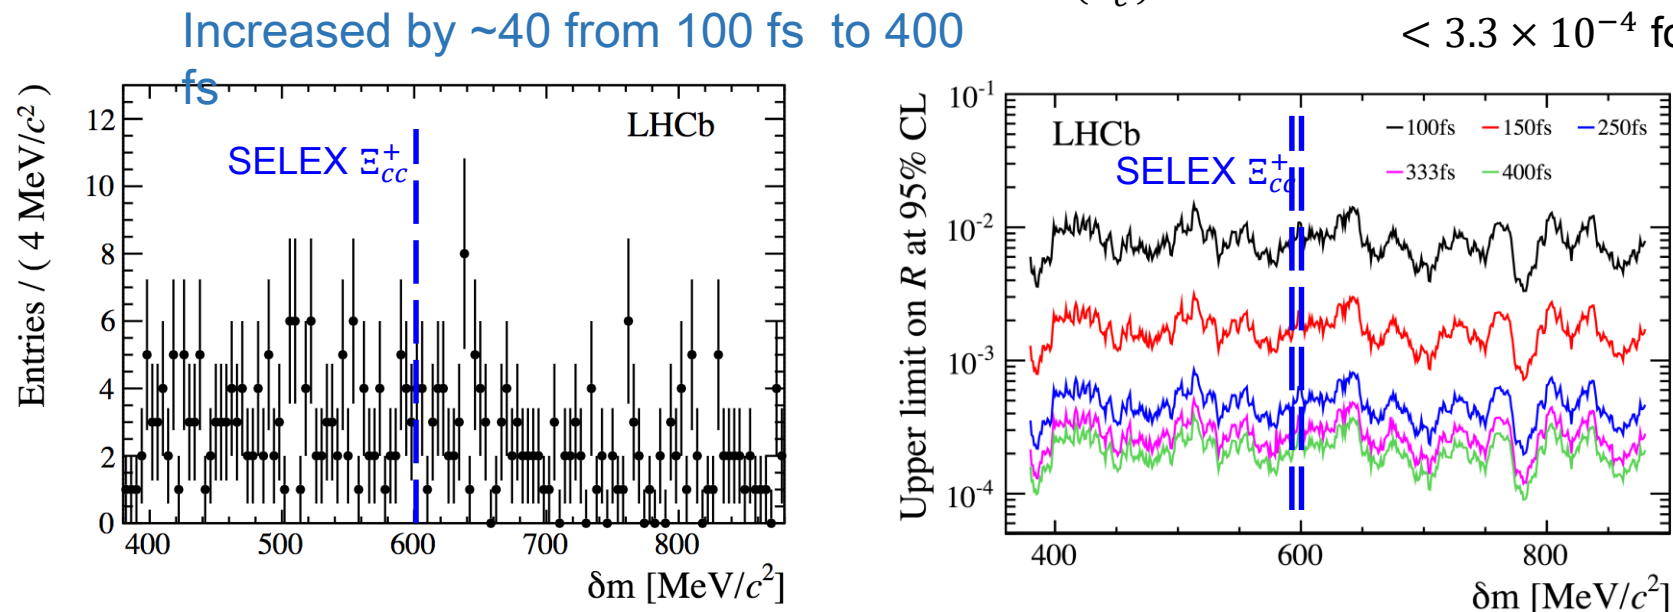 Increased by ~40 from 100 fs to 400
fs
< 3.3 × 10⁻⁴ fo
Entries / ( 4 MeV/c² )
12
10
8
6
4
2
0
LHCb
SELEX Ξ⁺cc
400 500 600 700 800
δm [MeV/c²]
Upper limit on R at 95% CL
10⁻¹
10⁻²
10⁻³
10⁻⁴
LHCb
100fs 150fs 250fs
333fs 400fs
SELEX Ξ⁺cc
400 600 800
δm [MeV/c²]